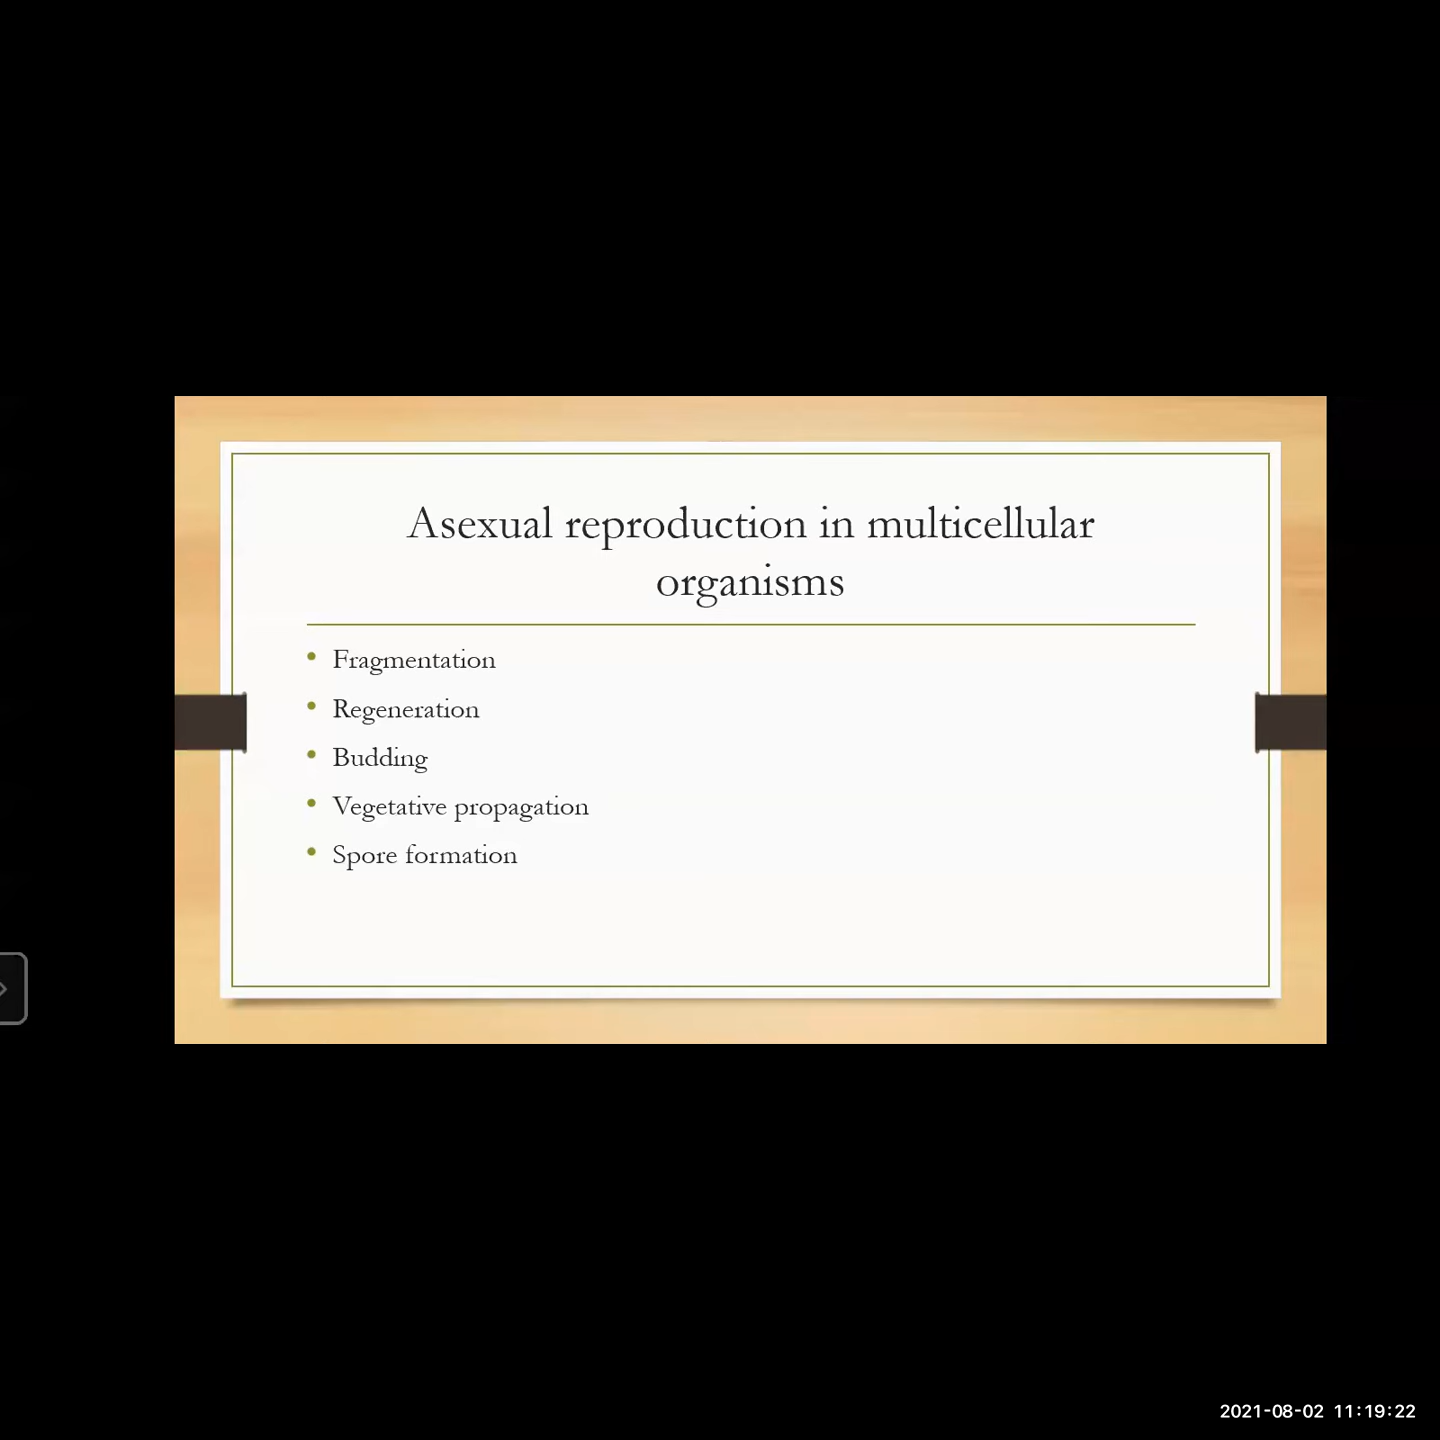 Asexual reproduction in multicellular
organisms
• Fragmentation
• Regeneration
• Budding
• Vegetative propagation
• Spore formation
2021-08-02 11:19:22